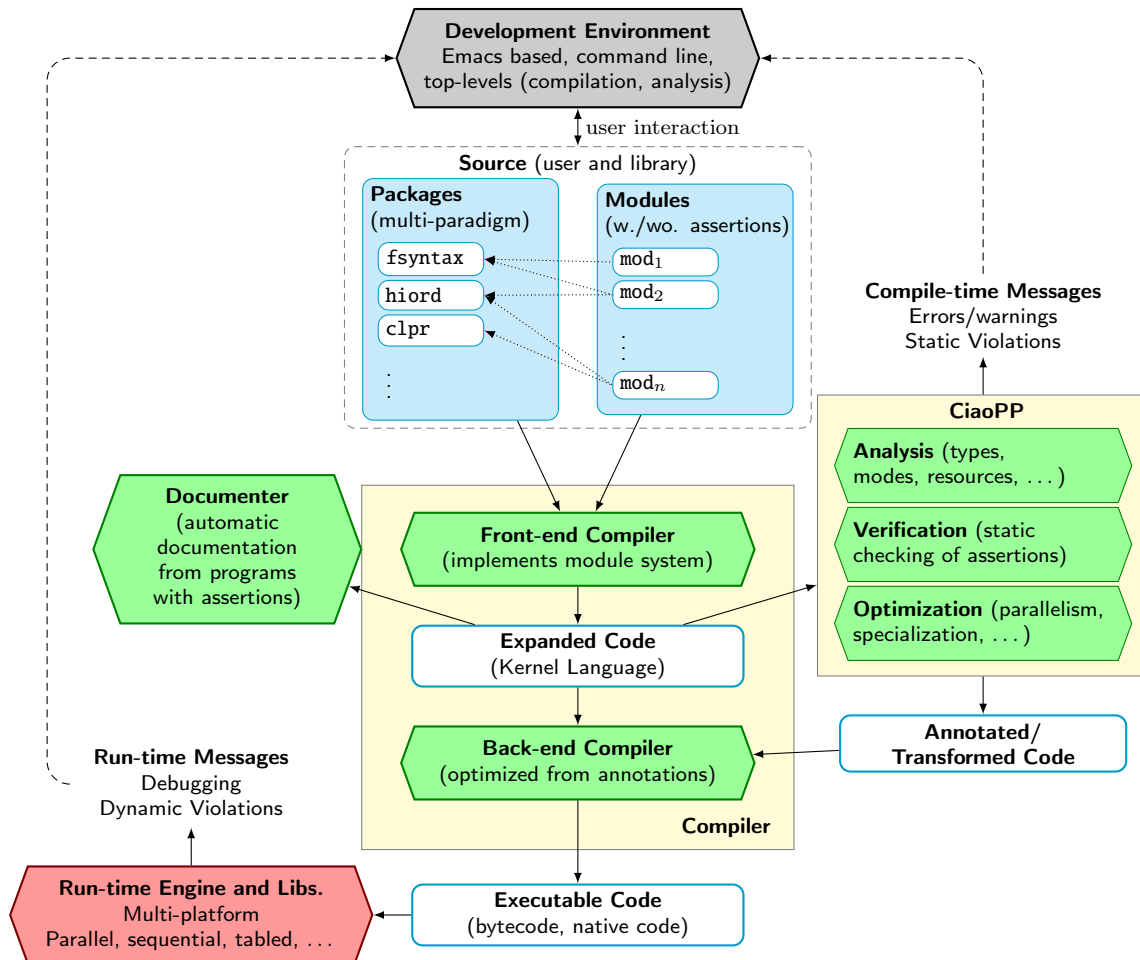 Development Environment
Emacs based, command line,
top-levels (compilation, analysis)
user interaction
Source (user and library)
Packages
(multi-paradigm)
fsyntax
hiord
clpr
⋮
Modules
(w./wo. assertions)
mod₁
mod₂
⋮
modₙ
Compile-time Messages
Errors/warnings
Static Violations
CiaoPP
Analysis (types,
modes, resources, . . . )
Verification (static
checking of assertions)
Optimization (parallelism,
specialization, . . . )
Documenter
(automatic
documentation
from programs
with assertions)
Front-end Compiler
(implements module system)
Expanded Code
(Kernel Language)
Back-end Compiler
(optimized from annotations)
Compiler
Annotated/
Transformed Code
Run-time Messages
Debugging
Dynamic Violations
Run-time Engine and Libs.
Multi-platform
Parallel, sequential, tabled, . . .
Executable Code
(bytecode, native code)